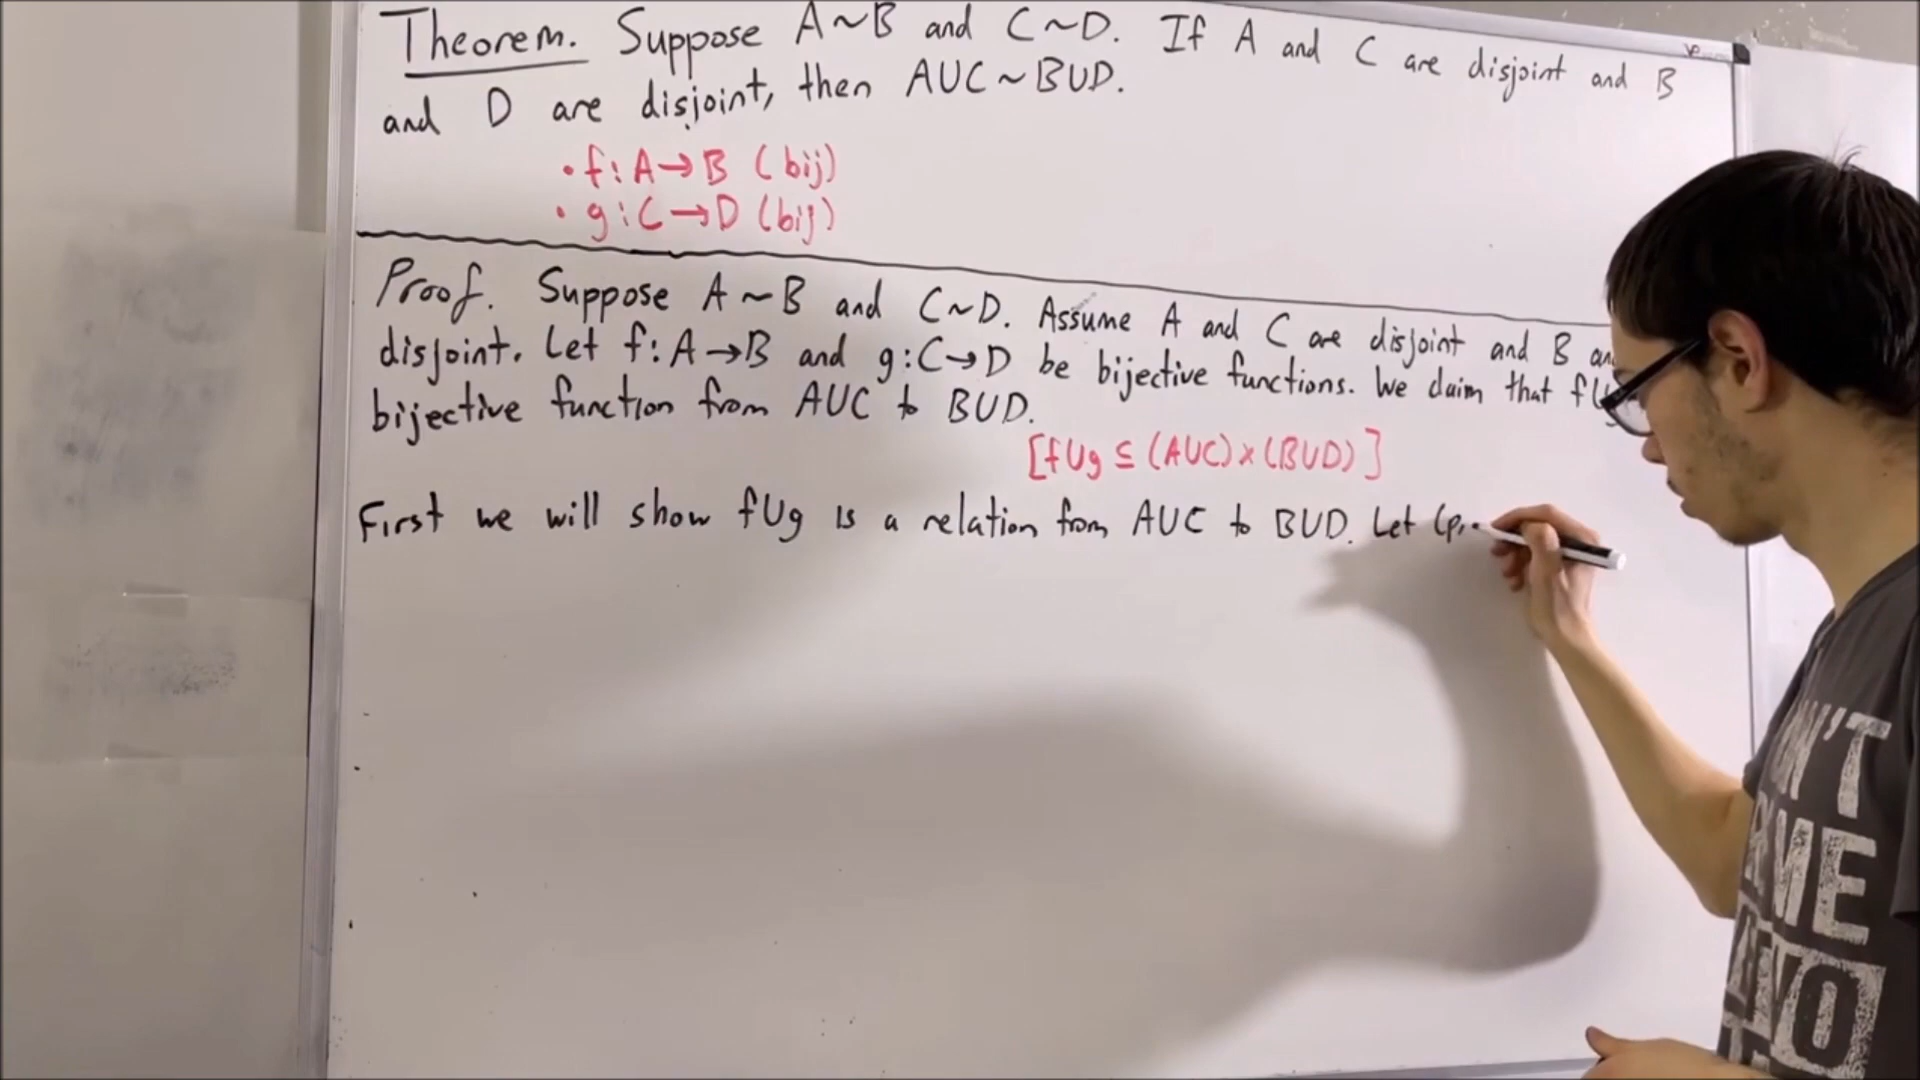 Theorem. Suppose A~B and C~D. If A and C are disjoint and B
and D are disjoint, then A∪C ~ B∪D.
• f: A→B (bij)
• g: C→D (bij)
Proof. Suppose A~B and C~D. Assume A and C are disjoint and B
disjoint. Let f: A→B and g: C→D be bijective functions. We claim that f∪
bijective function from A∪C to B∪D.
[f∪g ⊆ (A∪C)×(B∪D)]
First we will show f∪g is a relation from A∪C to B∪D. Let (p,